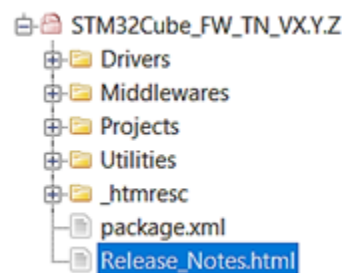 STM32Cube_FW_TN_VX.Y.Z
Drivers
Middlewares
Projects
Utilities
_htmresc
package.xml
Release_Notes.html